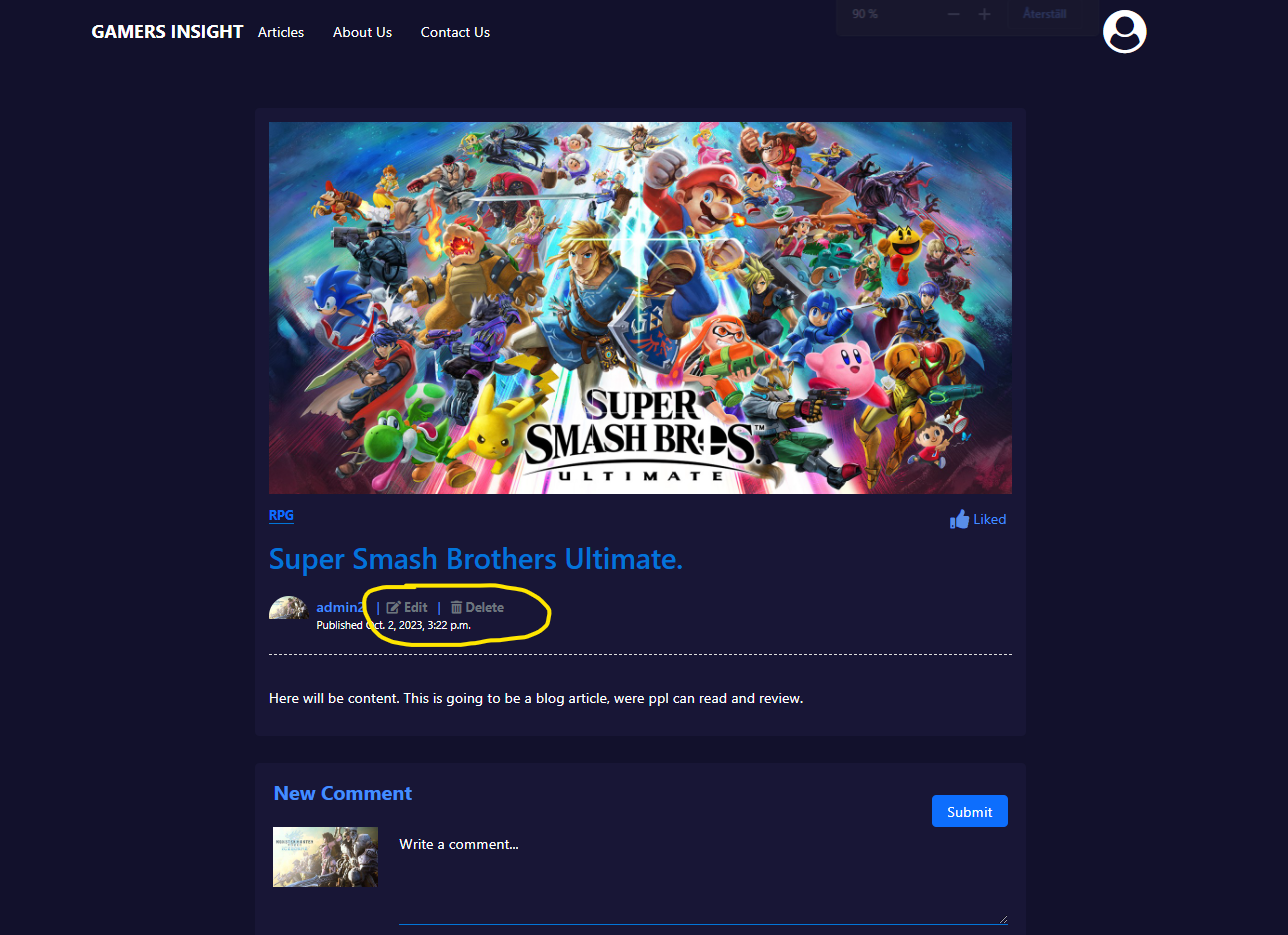 GAMERS INSIGHT Articles About Us Contact Us
90 % Återställ
SUPER
SMASH BROS.™
ULTIMATE
RPG Liked
Super Smash Brothers Ultimate.
admin2 | Edit | Delete
Published Oct. 2, 2023, 3:22 p.m.
Here will be content. This is going to be a blog article, were ppl can read and review.
New Comment
Submit
Write a comment...